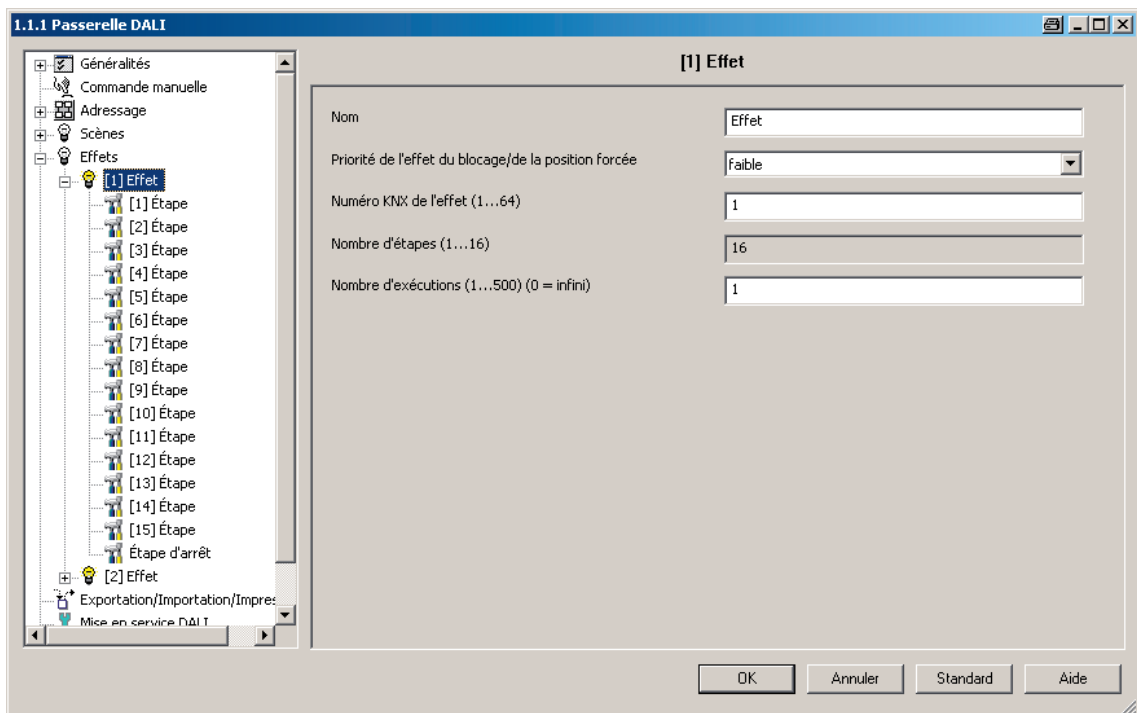 1.1.1 Passerelle DALI
Généralités
Commande manuelle
Adressage
Scènes
Effets
[1] Effet
[1] Étape
[2] Étape
[3] Étape
[4] Étape
[5] Étape
[6] Étape
[7] Étape
[8] Étape
[9] Étape
[10] Étape
[11] Étape
[12] Étape
[13] Étape
[14] Étape
[15] Étape
Étape d'arrêt
[2] Effet
Exportation/Importation/Impres
Mise en service DALI
[1] Effet
Nom Effet
Priorité de l'effet du blocage/de la position forcée faible
Numéro KNX de l'effet (1...64) 1
Nombre d'étapes (1...16) 16
Nombre d'exécutions (1...500) (0 = infini) 1
OK Annuler Standard Aide